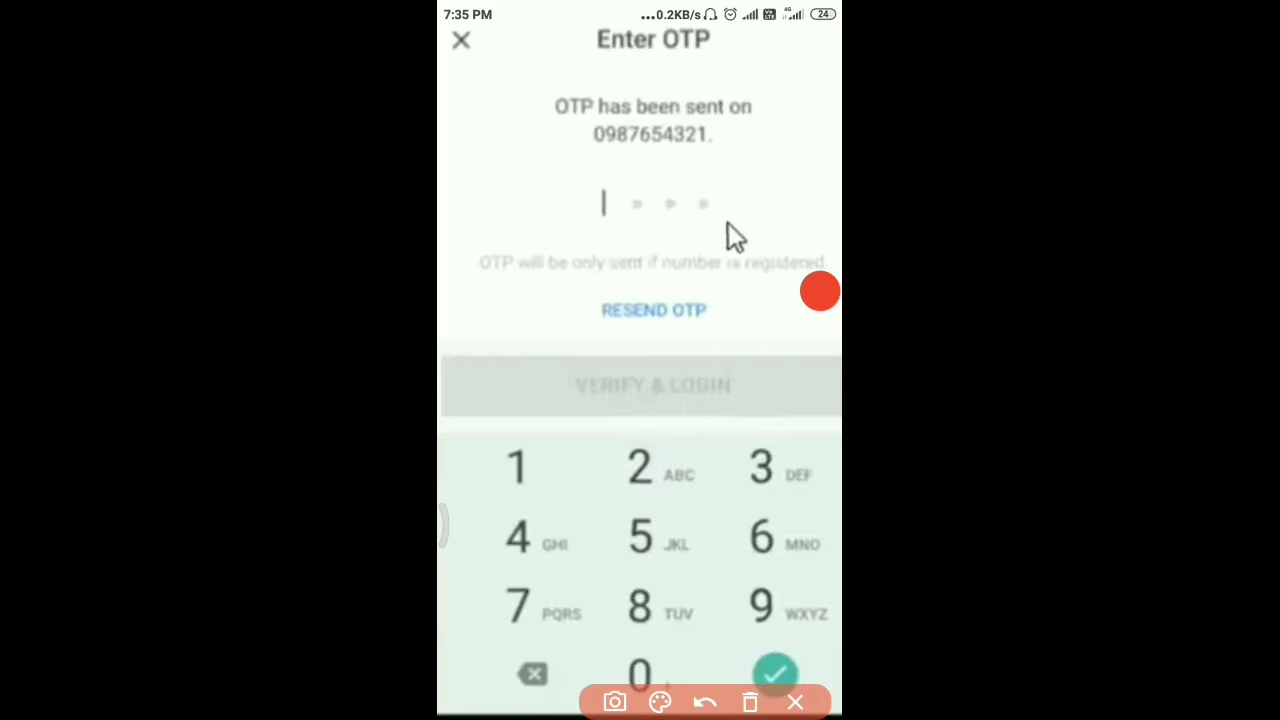 7:35 PM ...0.2KB/s 4G 24
Enter OTP
OTP has been sent on
0987654321.
OTP will be only sent if number is registered
RESEND OTP
VERIFY & LOGIN
1 2 ABC 3 DEF
4 GHI 5 JKL 6 MNO
7 PQRS 8 TUV 9 WXYZ
0